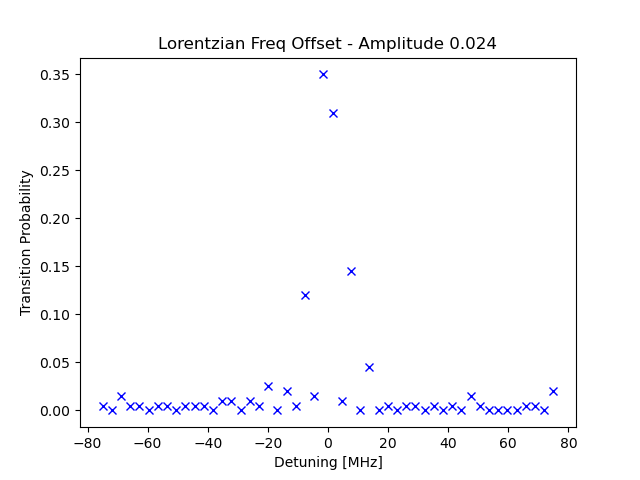 Lorentzian Freq Offset - Amplitude 0.024
0.35
0.30
0.25
0.20
0.15
0.10
0.05
0.00
Transition Probability
−80 −60 −40 −20 0 20 40 60 80
Detuning [MHz]